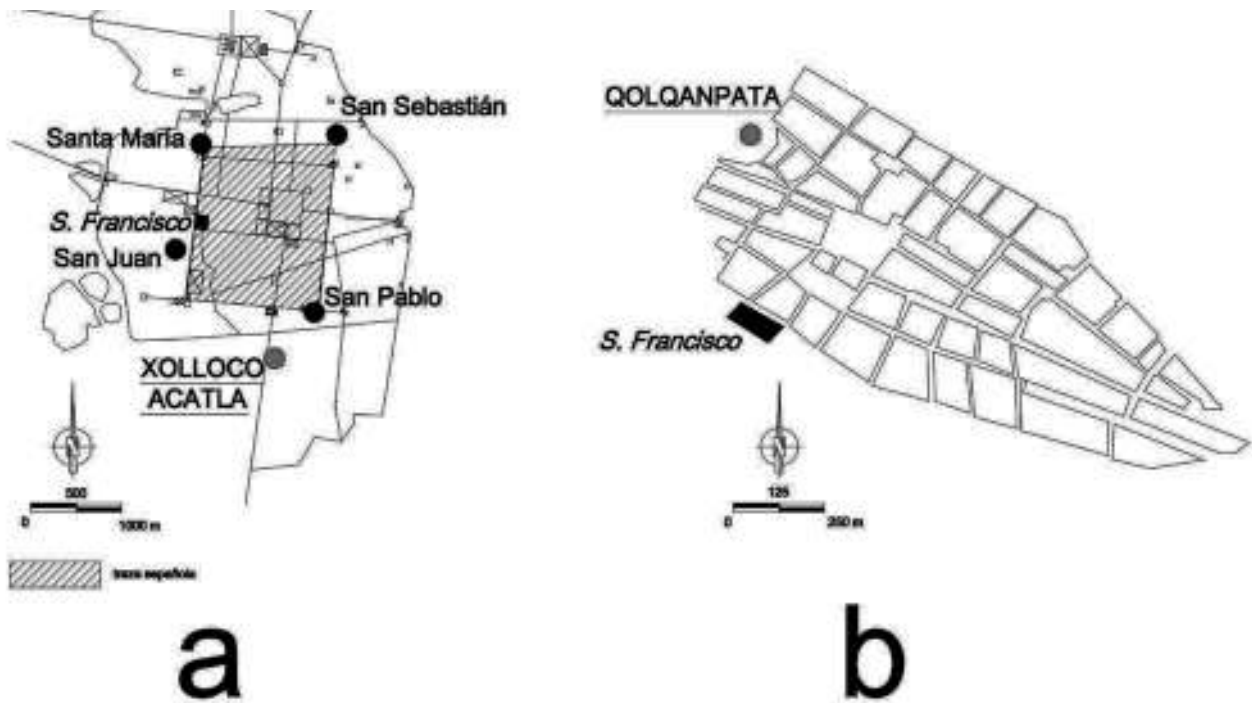 San Sebastián
Santa María
S. Francisco
San Juan
San Pablo
XOLLOCO
ACATLA
N
500
0 1000 m
traza española
a
QOLQANPATA
S. Francisco
N
125
0 250 m
b